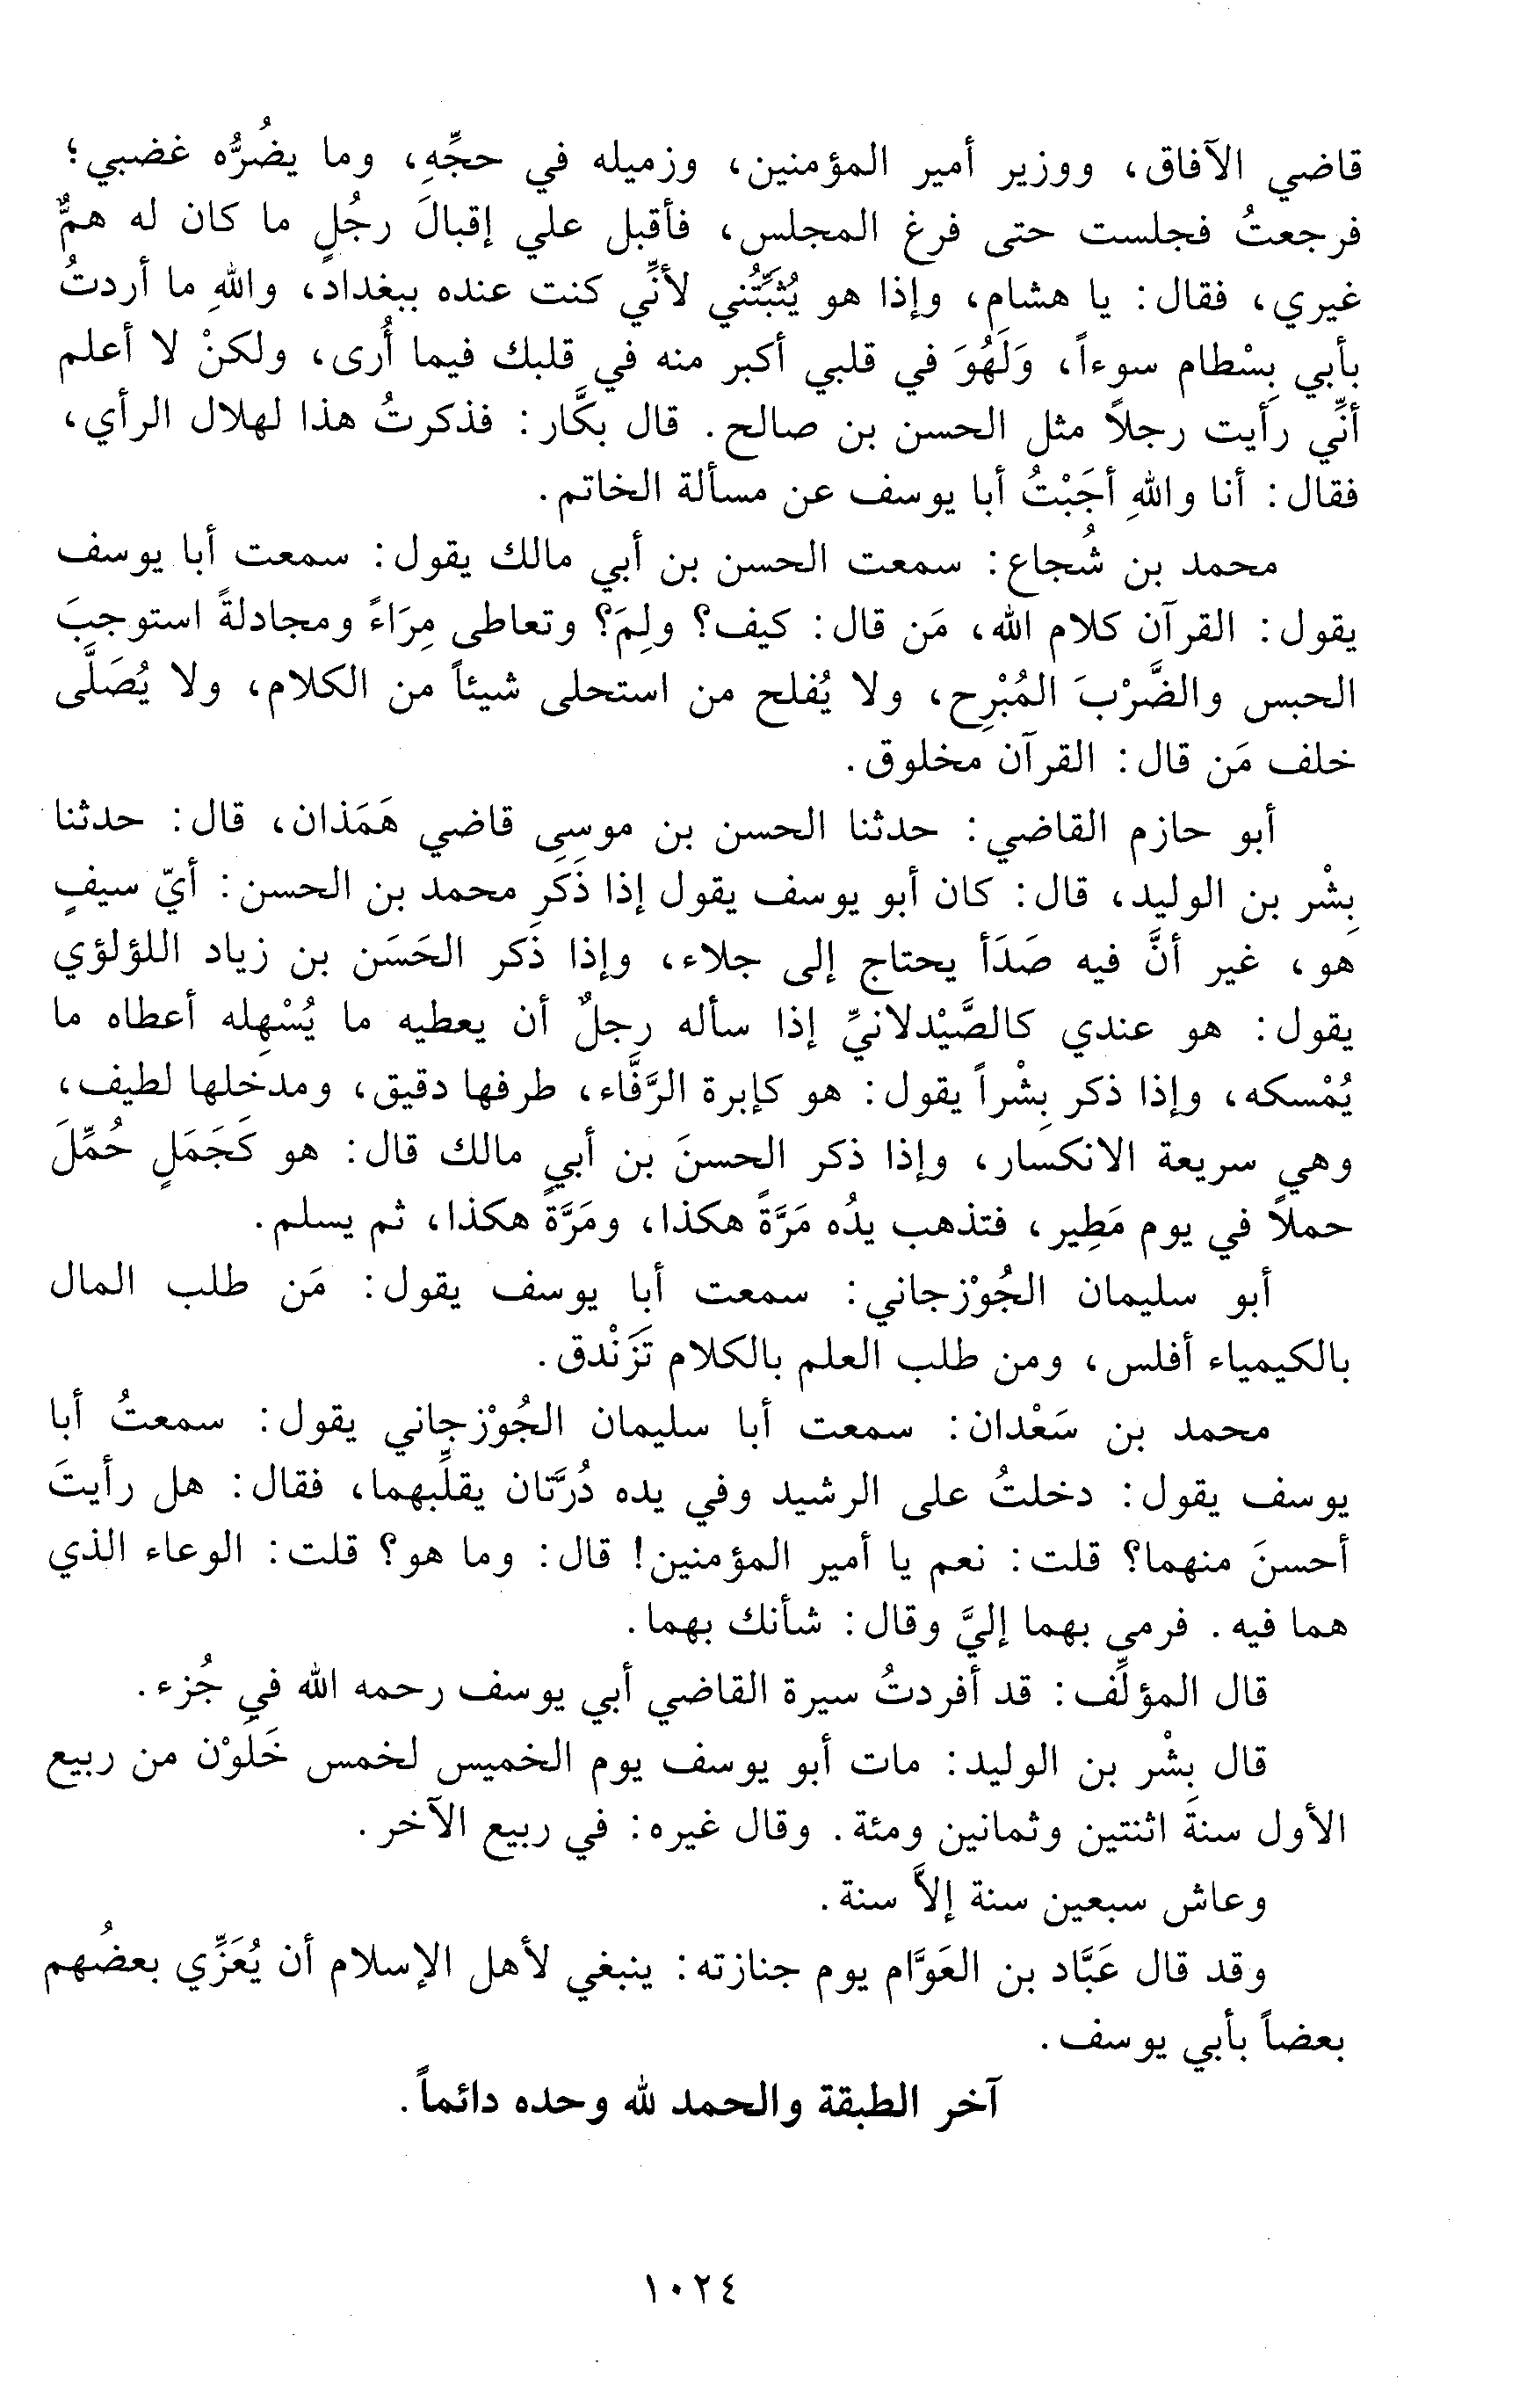 قاضي الآفاق، ووزير أمير المؤمنين، وزميله في حجِّهِ، وما يضُرُّه غضبي؛
فرجعتُ فجلست حتى فرغ المجلس، فأقبل علي إقبالَ رجُلٍ ما كان له همٌّ
غيري، فقال: يا هشام، وإذا هو يُثَبِّتُني لأنِّي كنت عنده ببغداد، واللهِ ما أردتُ
بأبي بِسْطام سوءاً، وَلَهُوَ في قلبي أكبر منه في قلبك فيما أُرى، ولكنْ لا أعلم
أنِّي رأيت رجلاً مثل الحسن بن صالح. قال بكَّار: فذكرتُ هذا لهلال الرأي،
فقال: أنا واللهِ أجَبْتُ أبا يوسف عن مسألة الخاتم.
محمد بن شُجاع: سمعت الحسن بن أبي مالك يقول: سمعت أبا يوسف
يقول: القرآن كلام الله، مَن قال: كيف؟ ولِمَ؟ وتعاطى مِرَاءً ومجادلةً استوجبَ
الحبس والضَّرْبَ المُبْرِح، ولا يُفلح من استحلى شيئاً من الكلام، ولا يُصَلَّى
خلف مَن قال: القرآن مخلوق.
أبو حازم القاضي: حدثنا الحسن بن موسى قاضي هَمَذان، قال: حدثنا
بِشْر بن الوليد، قال: كان أبو يوسف يقول إذا ذَكَرِ محمد بن الحسن: أيّ سيفٍ
هو، غير أنَّ فيه صَدَأ يحتاج إلى جلاء، وإذا ذَكر الحَسَن بن زياد اللؤلؤي
يقول: هو عندي كالصَّيْدلانيِّ إذا سأله رجلٌ أن يعطيه ما يُسْهِله أعطاه ما
يُمْسكه، وإذا ذكر بِشْراً يقول: هو كإبرة الرَّفَّاء، طرفها دقيق، ومدخلها لطيف،
وهي سريعة الانكسار، وإذا ذكر الحسنَ بن أبي مالك قال: هو كَجَمَلٍ حُمِّلَ
حملاً في يوم مَطِير، فتذهب يدُه مَرَّةً هكذا، ومَرَّةً هكذا، ثم يسلم.
أبو سليمان الجُوْزجاني: سمعت أبا يوسف يقول: مَن طلب المال
بالكيمياء أفلس، ومن طلب العلم بالكلام تَزَنْدق.
محمد بن سَعْدان: سمعت أبا سليمان الجُوْزجاني يقول: سمعتُ أبا
يوسف يقول: دخلتُ على الرشيد وفي يده دُرَّتان يقلِّبهما، فقال: هل رأيتَ
أحسنَ منهما؟ قلت: نعم يا أمير المؤمنين! قال: وما هو؟ قلت: الوعاء الذي
هما فيه. فرمى بهما إليَّ وقال: شأنك بهما.
قال المؤلِّف: قد أفردتُ سيرة القاضي أبي يوسف رحمه الله في جُزء.
قال بِشْر بن الوليد: مات أبو يوسف يوم الخميس لخمس خَلَوْن من ربيع
الأول سنةَ اثنتين وثمانين ومئة. وقال غيره: في ربيع الآخر.
وعاش سبعين سنة إلاَّ سنة.
وقد قال عَبَّاد بن العَوَّام يوم جنازته: ينبغي لأهل الإسلام أن يُعَزِّي بعضُهم
بعضاً بأبي يوسف.
آخر الطبقة والحمد لله وحده دائماً.
١٠٢٤